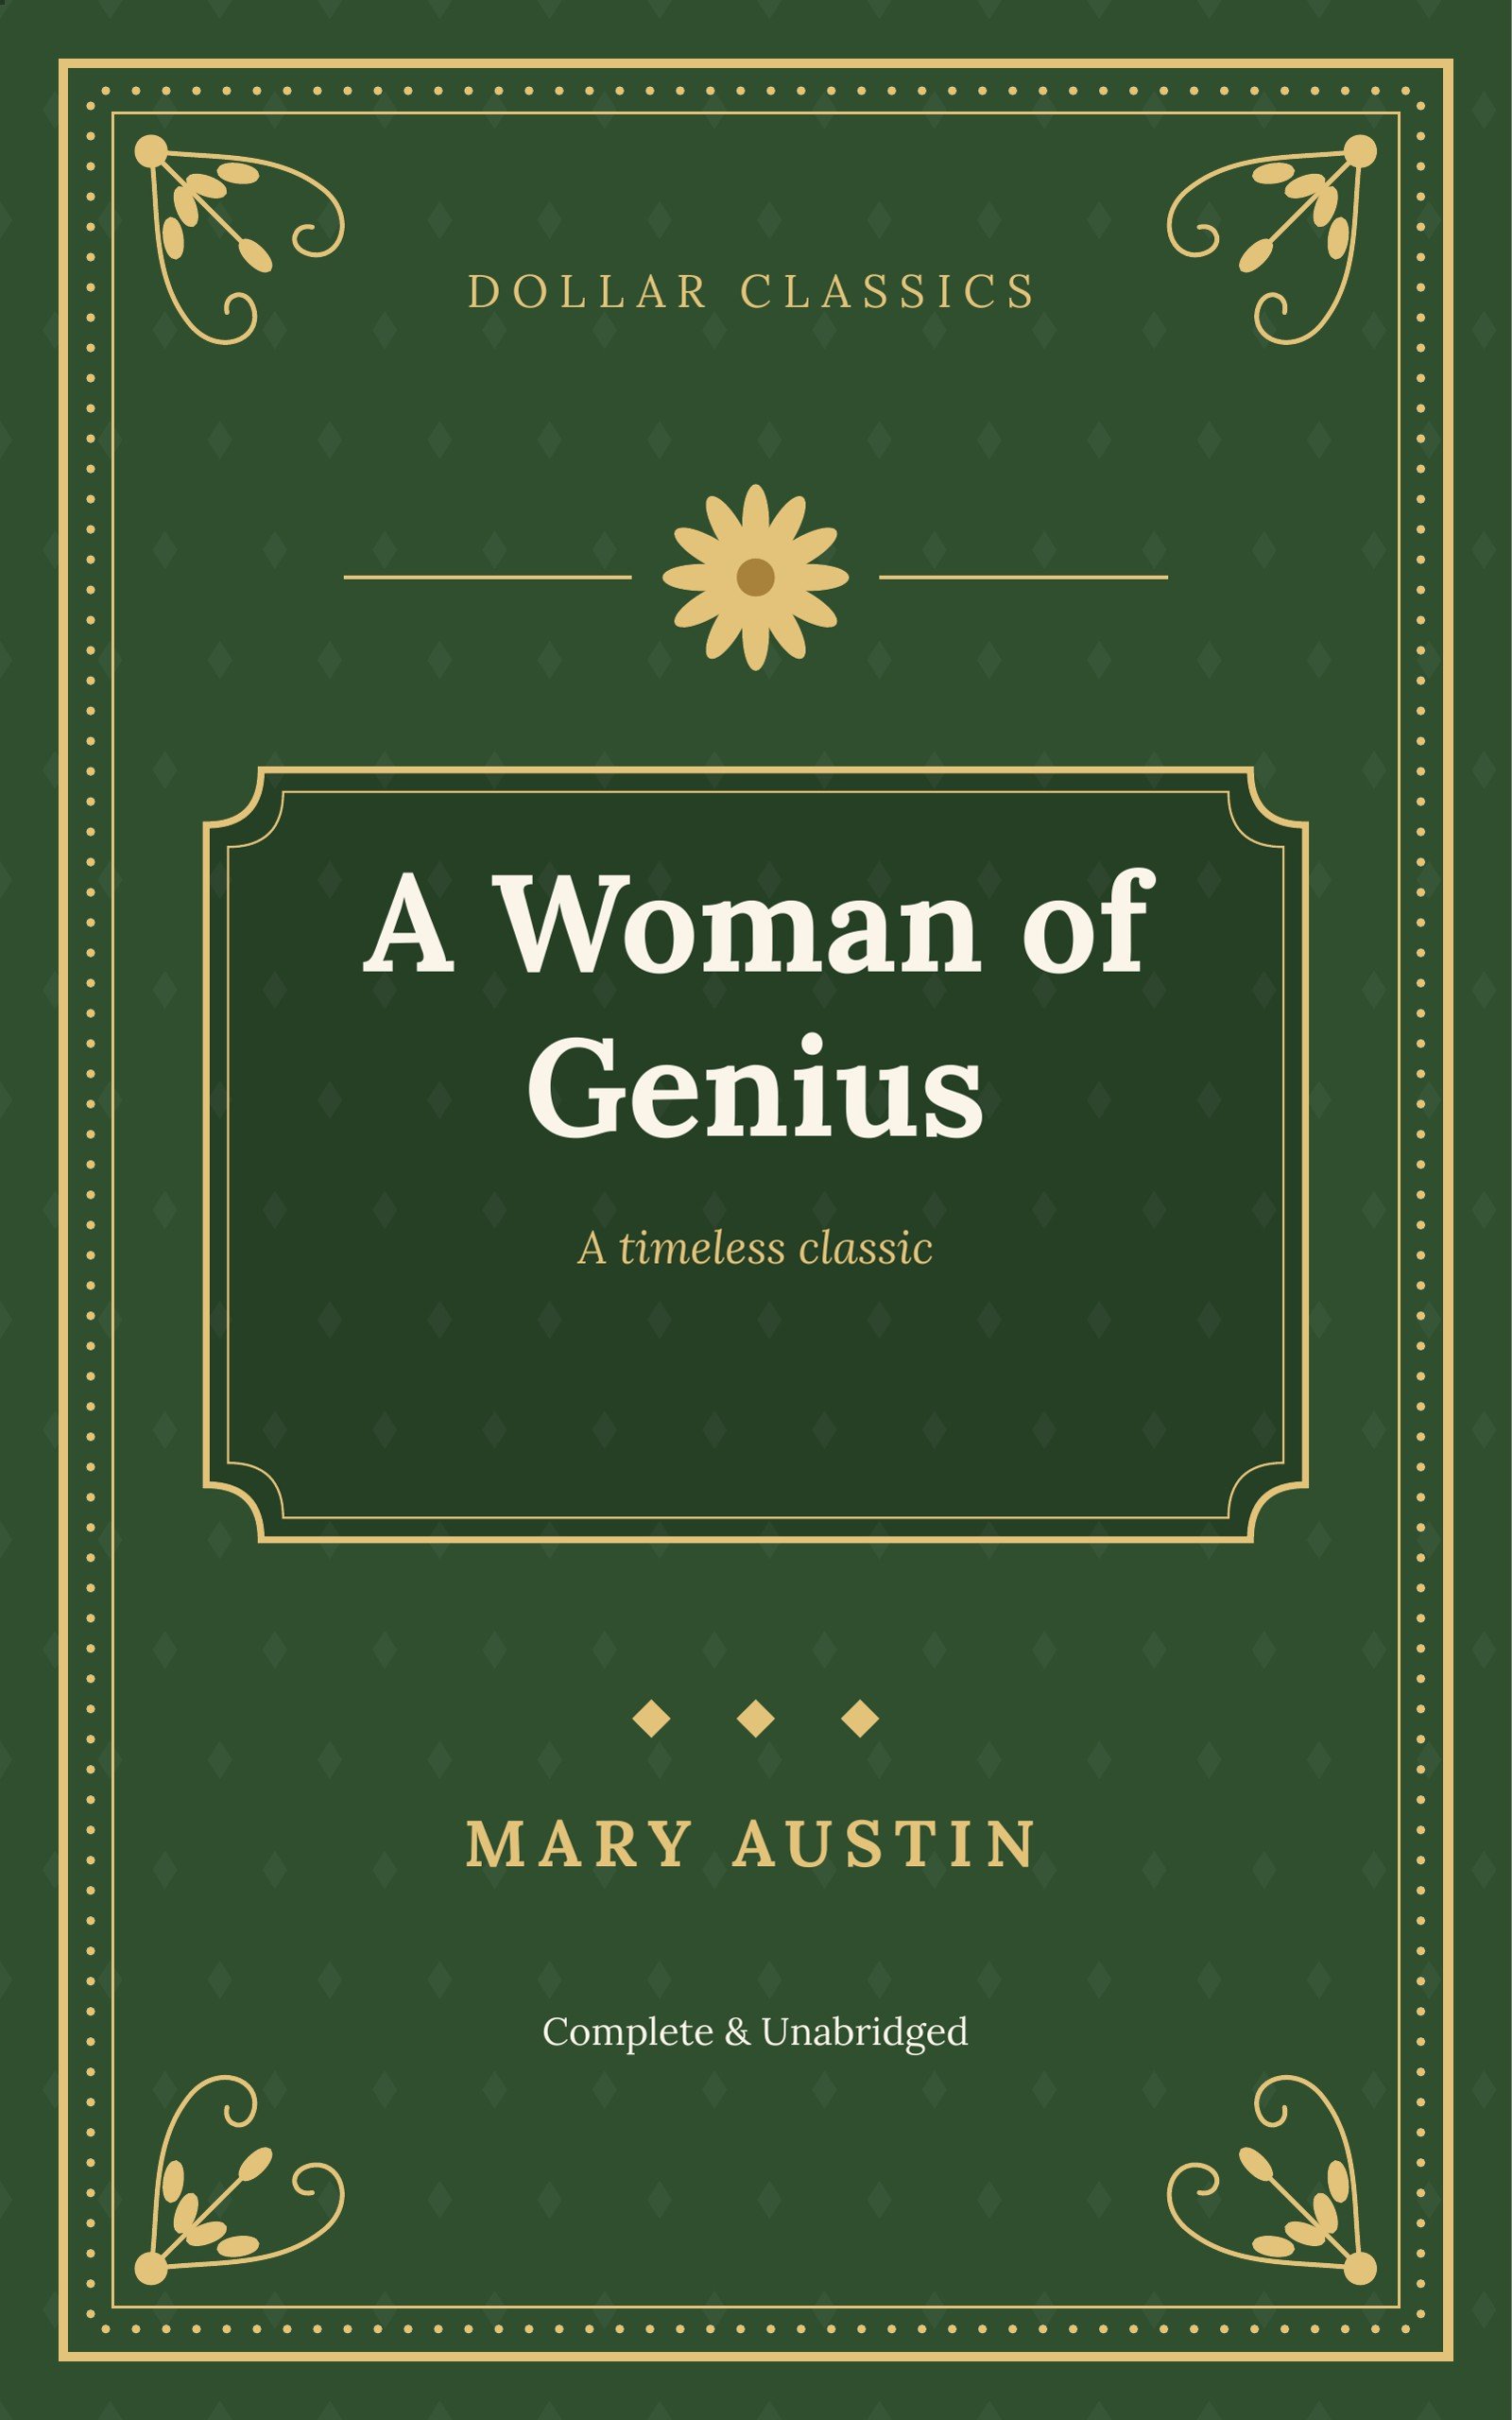 DOLLAR CLASSICS
A Woman of
Genius
A timeless classic
MARY AUSTIN
Complete & Unabridged